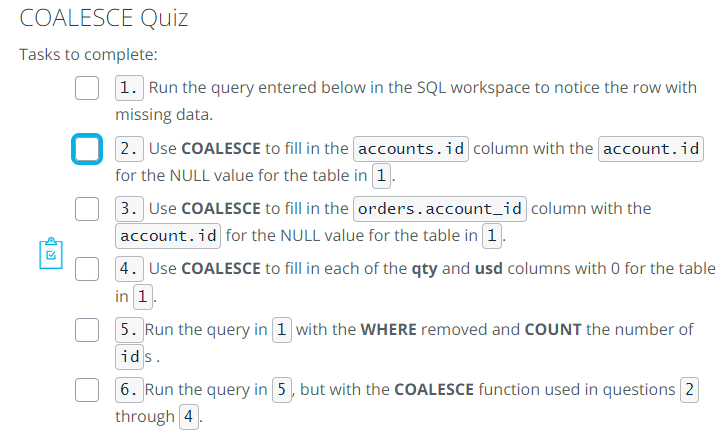 COALESCE Quiz
Tasks to complete:
1. Run the query entered below in the SQL workspace to notice the row with
missing data.
2. Use COALESCE to fill in the accounts.id column with the account.id
for the NULL value for the table in 1.
3. Use COALESCE to fill in the orders.account_id column with the
account.id for the NULL value for the table in 1.
4. Use COALESCE to fill in each of the qty and usd columns with 0 for the table
in 1.
5. Run the query in 1 with the WHERE removed and COUNT the number of
ids.
6. Run the query in 5, but with the COALESCE function used in questions 2
through 4.